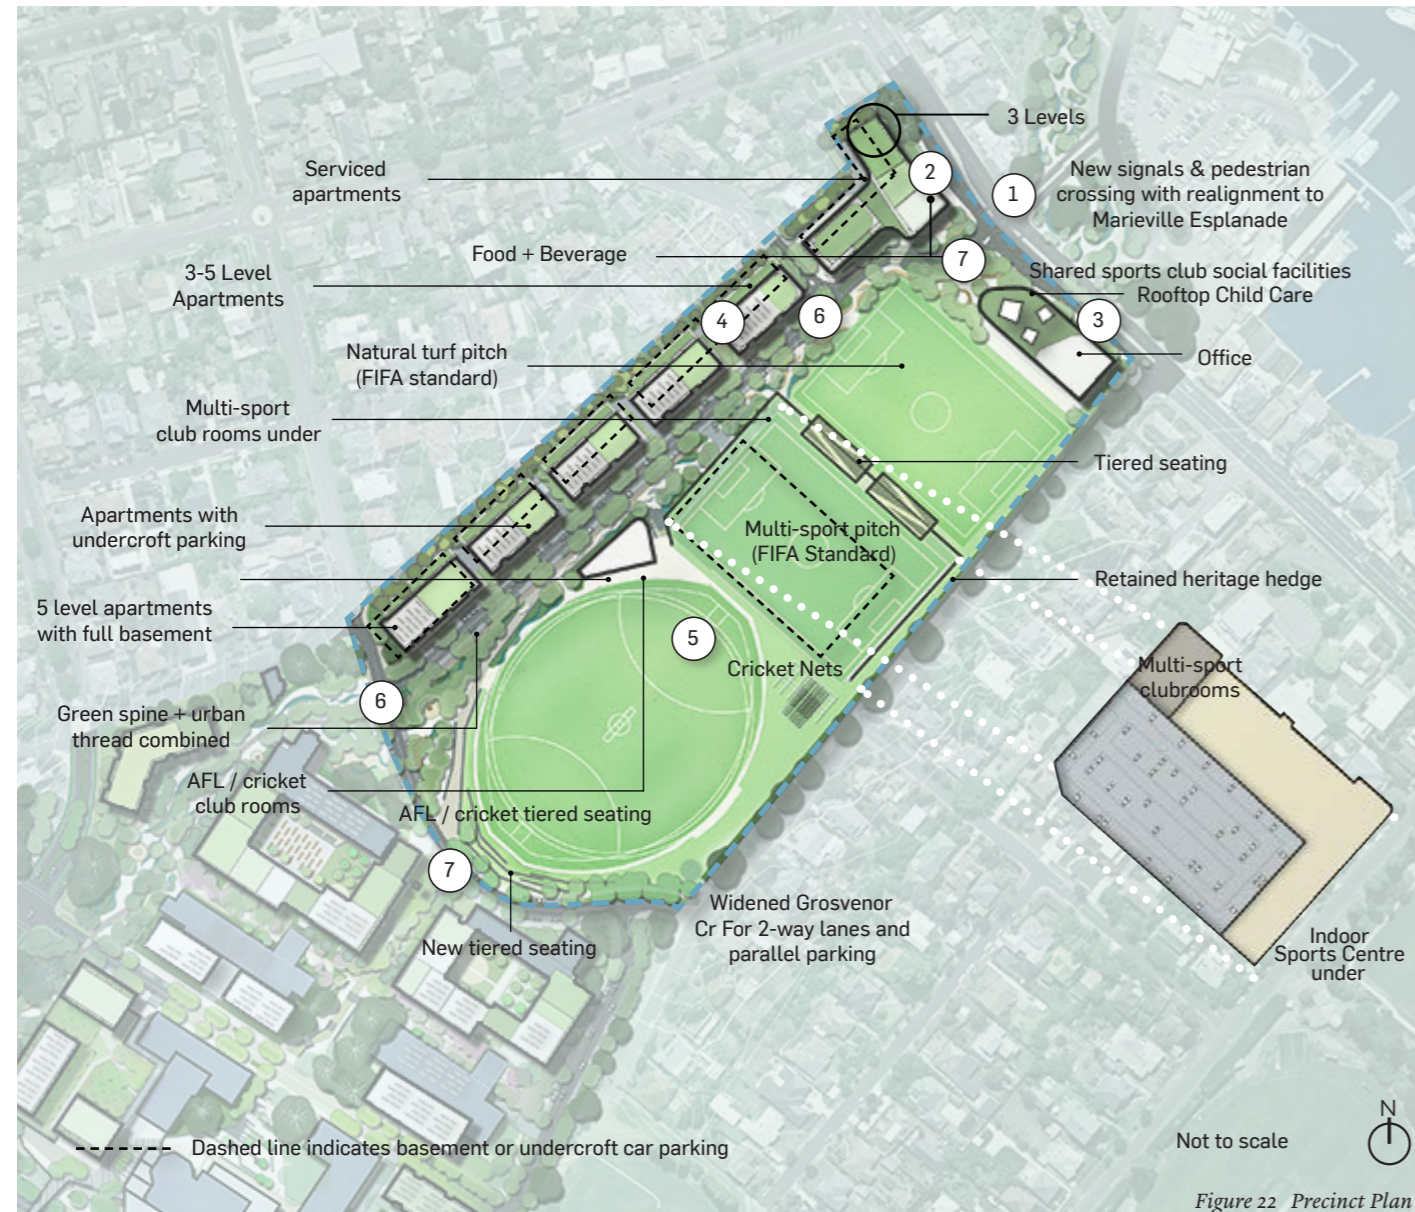 3 Levels
Serviced
apartments
2
1
New signals & pedestrian
crossing with realignment to
Marieville Esplanade
Food + Beverage
7
3-5 Level
Apartments
Shared sports club social facilities
Rooftop Child Care
4
6
3
Natural turf pitch
(FIFA standard)
Office
Multi-sport
club rooms under
Tiered seating
Apartments with
undercroft parking
Multi-sport pitch
(FIFA Standard)
Retained heritage hedge
5 level apartments
with full basement
5
Cricket Nets
Multi-sport
clubrooms
6
Green spine + urban
thread combined
AFL / cricket
club rooms
AFL / cricket tiered seating
7
Widened Grosvenor
Cr For 2-way lanes and
parallel parking
New tiered seating
Indoor
Sports Centre
under
Dashed line indicates basement or undercroft car parking
Not to scale
N
Figure 22 Precinct Plan